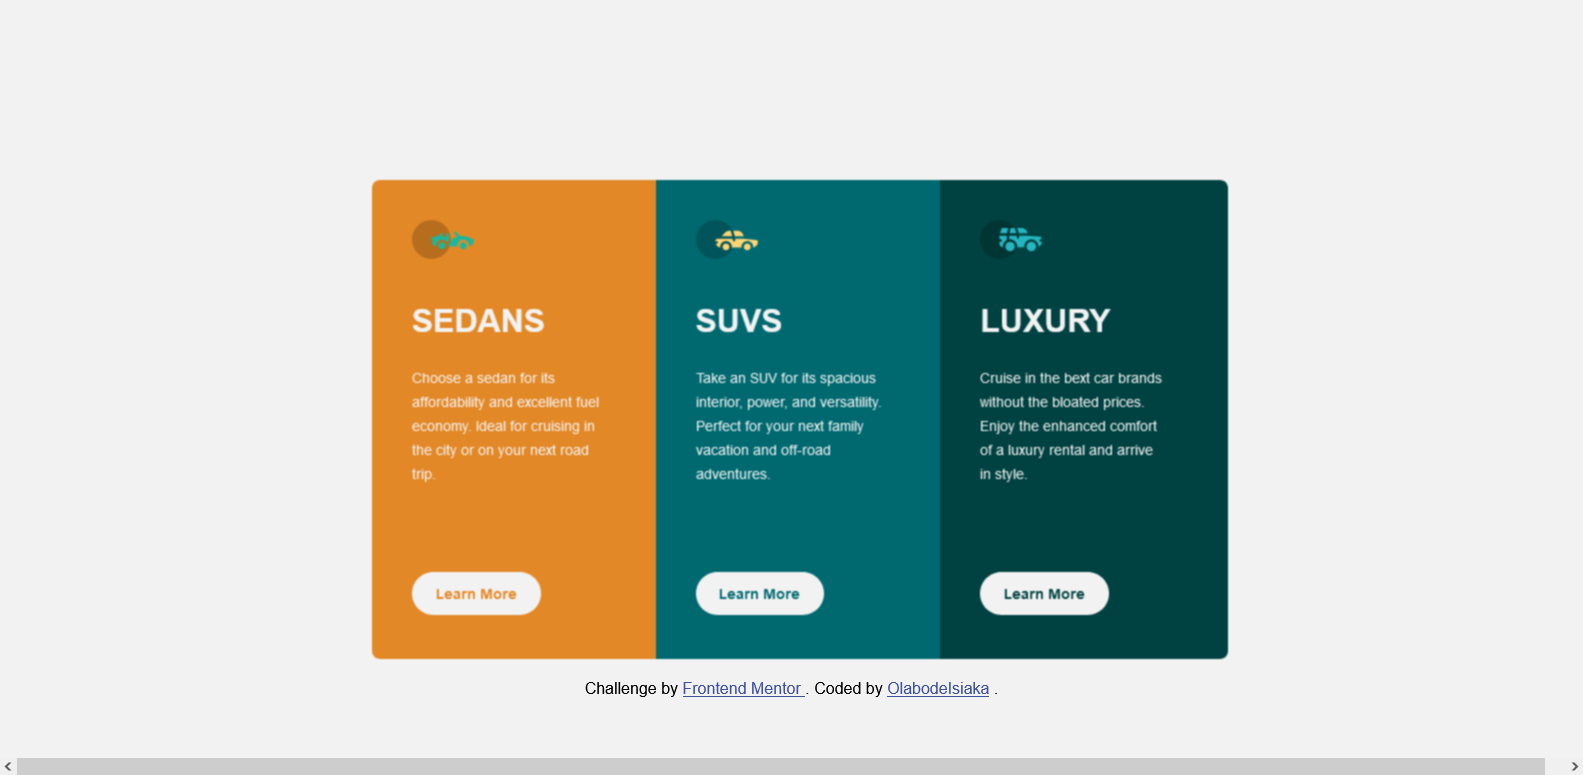 SEDANS
Choose a sedan for its
affordability and excellent fuel
economy. Ideal for cruising in
the city or on your next road
trip.
Learn More
SUVS
Take an SUV for its spacious
interior, power, and versatility.
Perfect for your next family
vacation and off-road
adventures.
Learn More
LUXURY
Cruise in the bext car brands
without the bloated prices.
Enjoy the enhanced comfort
of a luxury rental and arrive
in style.
Learn More
Challenge by Frontend Mentor . Coded by Olabodelsiaka .